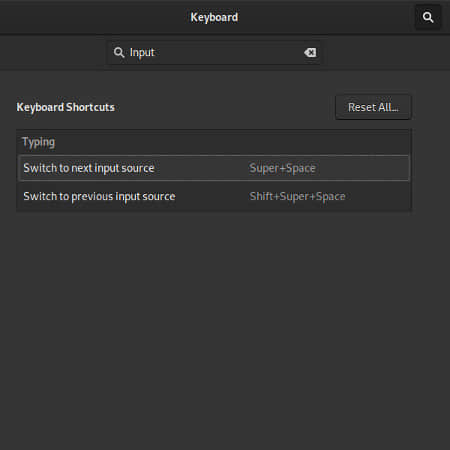 Keyboard
Input
Keyboard Shortcuts Reset All...
Typing
Switch to next input source Super+Space
Switch to previous input source Shift+Super+Space